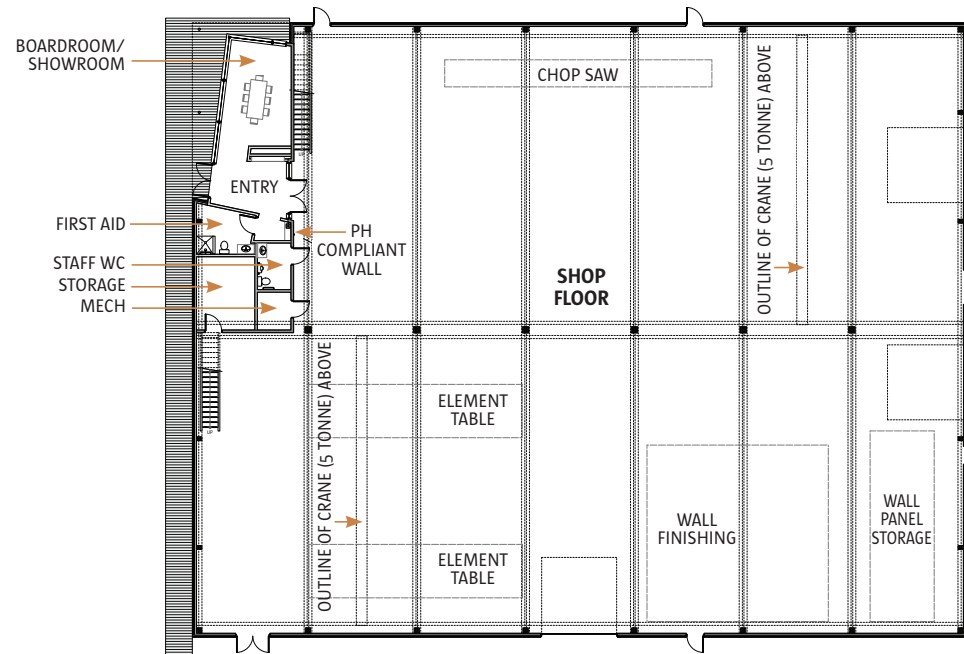 BOARDROOM/
SHOWROOM
CHOP SAW
OUTLINE OF CRANE (5 TONNE) ABOVE
ENTRY
FIRST AID
PH
COMPLIANT
WALL
STAFF WC
STORAGE
MECH
SHOP
FLOOR
OUTLINE OF CRANE (5 TONNE) ABOVE
ELEMENT
TABLE
WALL
FINISHING
WALL
PANEL
STORAGE
ELEMENT
TABLE